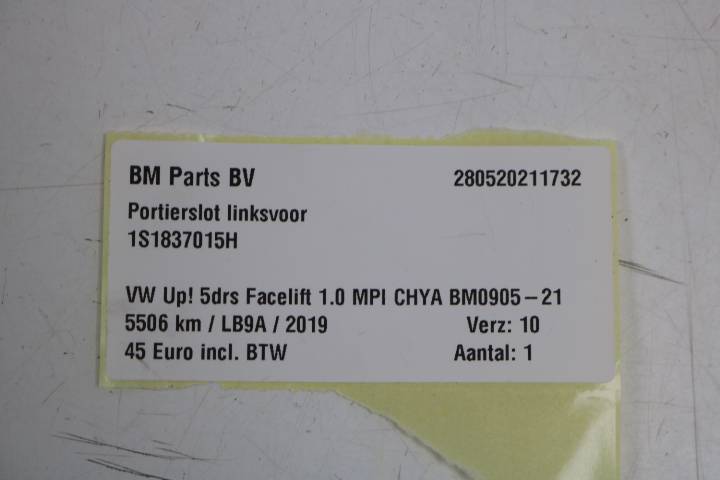 BM Parts BV 280520211732
Portierslot linksvoor
1S1837015H
VW Up! 5drs Facelift 1.0 MPI CHYA BM0905-21
5506 km / LB9A / 2019 Verz: 10
45 Euro incl. BTW Aantal: 1